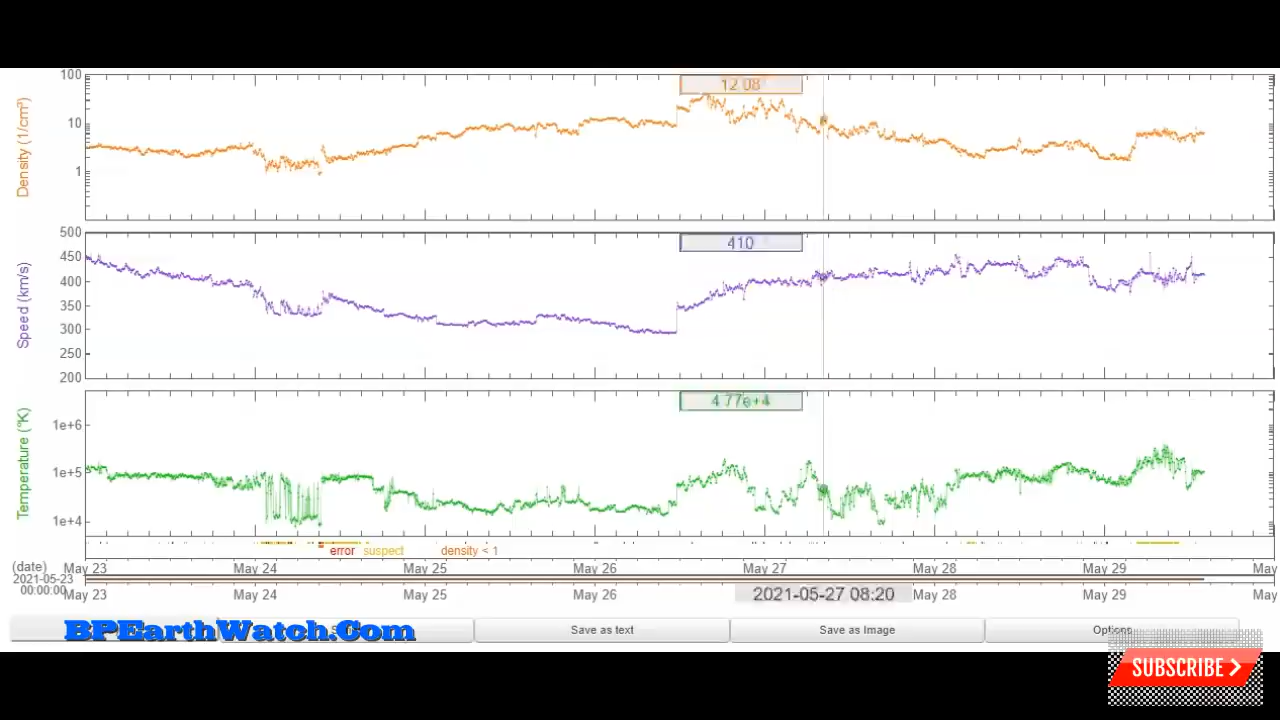 100
12.08
Density (1/cm³)
10
1
500
410
450
Speed (km/s)
400
350
300
250
200
4.77e+4
Temperature (°K)
1e+6
1e+5
1e+4
error suspect density < 1
(date) May 23 May 24 May 25 May 26 May 27 May 28 May 29 May
2021-05-23
00:00:00
May 23 May 24 May 25 May 26 2021-05-27 08:20 May 28 May 29 May
BPEarthWatch.Com Save as text Save as Image Options
SUBSCRIBE